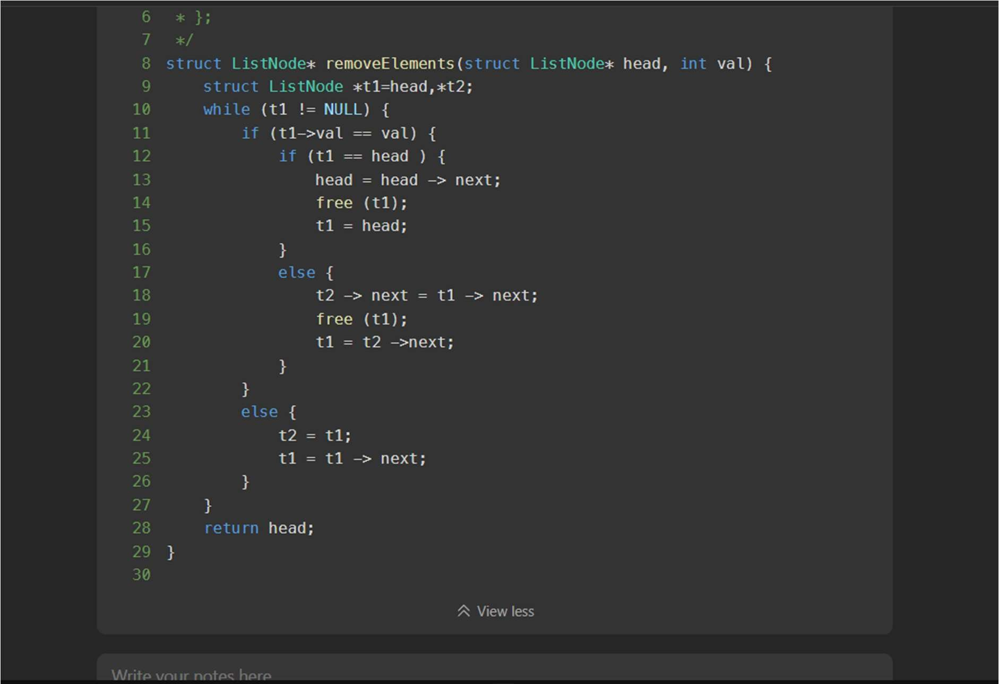 6 * };
7 */
8 struct ListNode* removeElements(struct ListNode* head, int val) {
9 struct ListNode *t1=head,*t2;
10 while (t1 != NULL) {
11 if (t1->val == val) {
12 if (t1 == head ) {
13 head = head -> next;
14 free (t1);
15 t1 = head;
16 }
17 else {
18 t2 -> next = t1 -> next;
19 free (t1);
20 t1 = t2 ->next;
21 }
22 }
23 else {
24 t2 = t1;
25 t1 = t1 -> next;
26 }
27 }
28 return head;
29 }
30
View less
Write your notes here